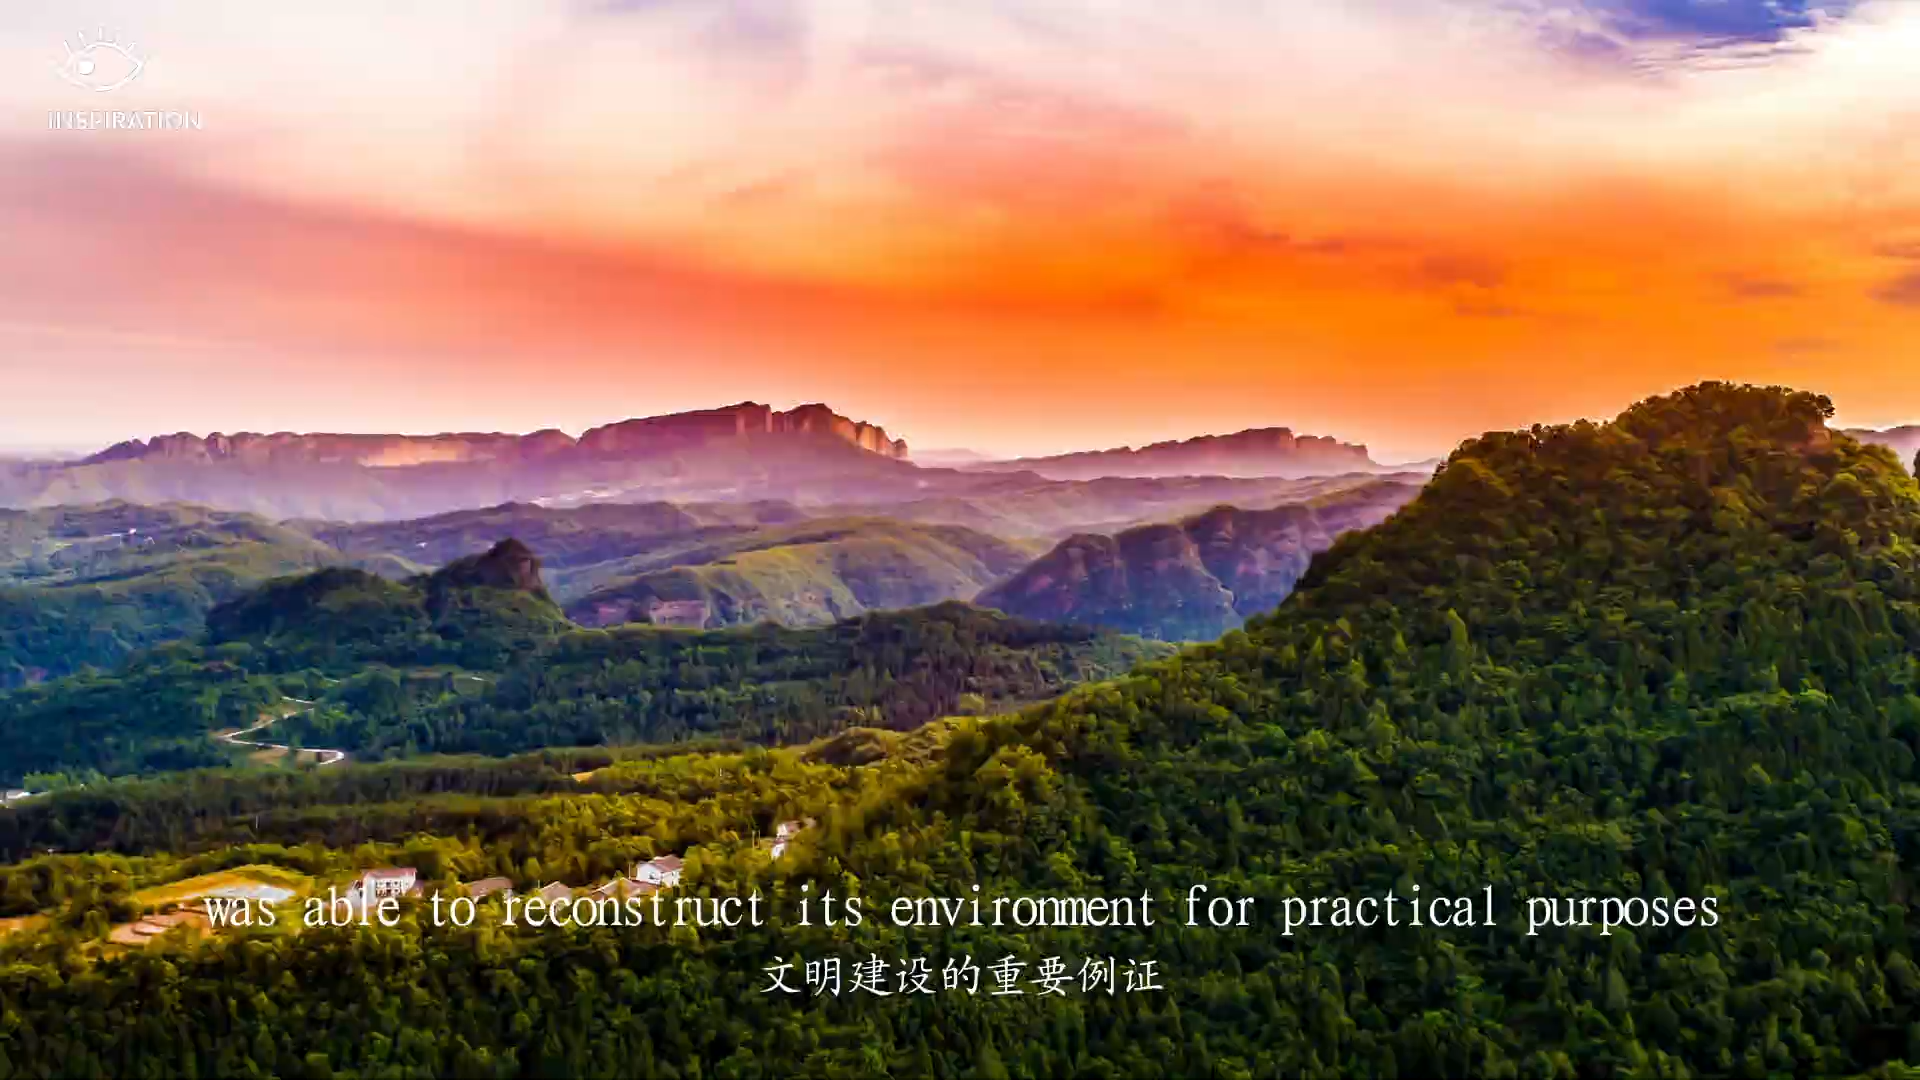 INSPIRATION
was able to reconstruct its environment for practical purposes
文明建设的重要例证